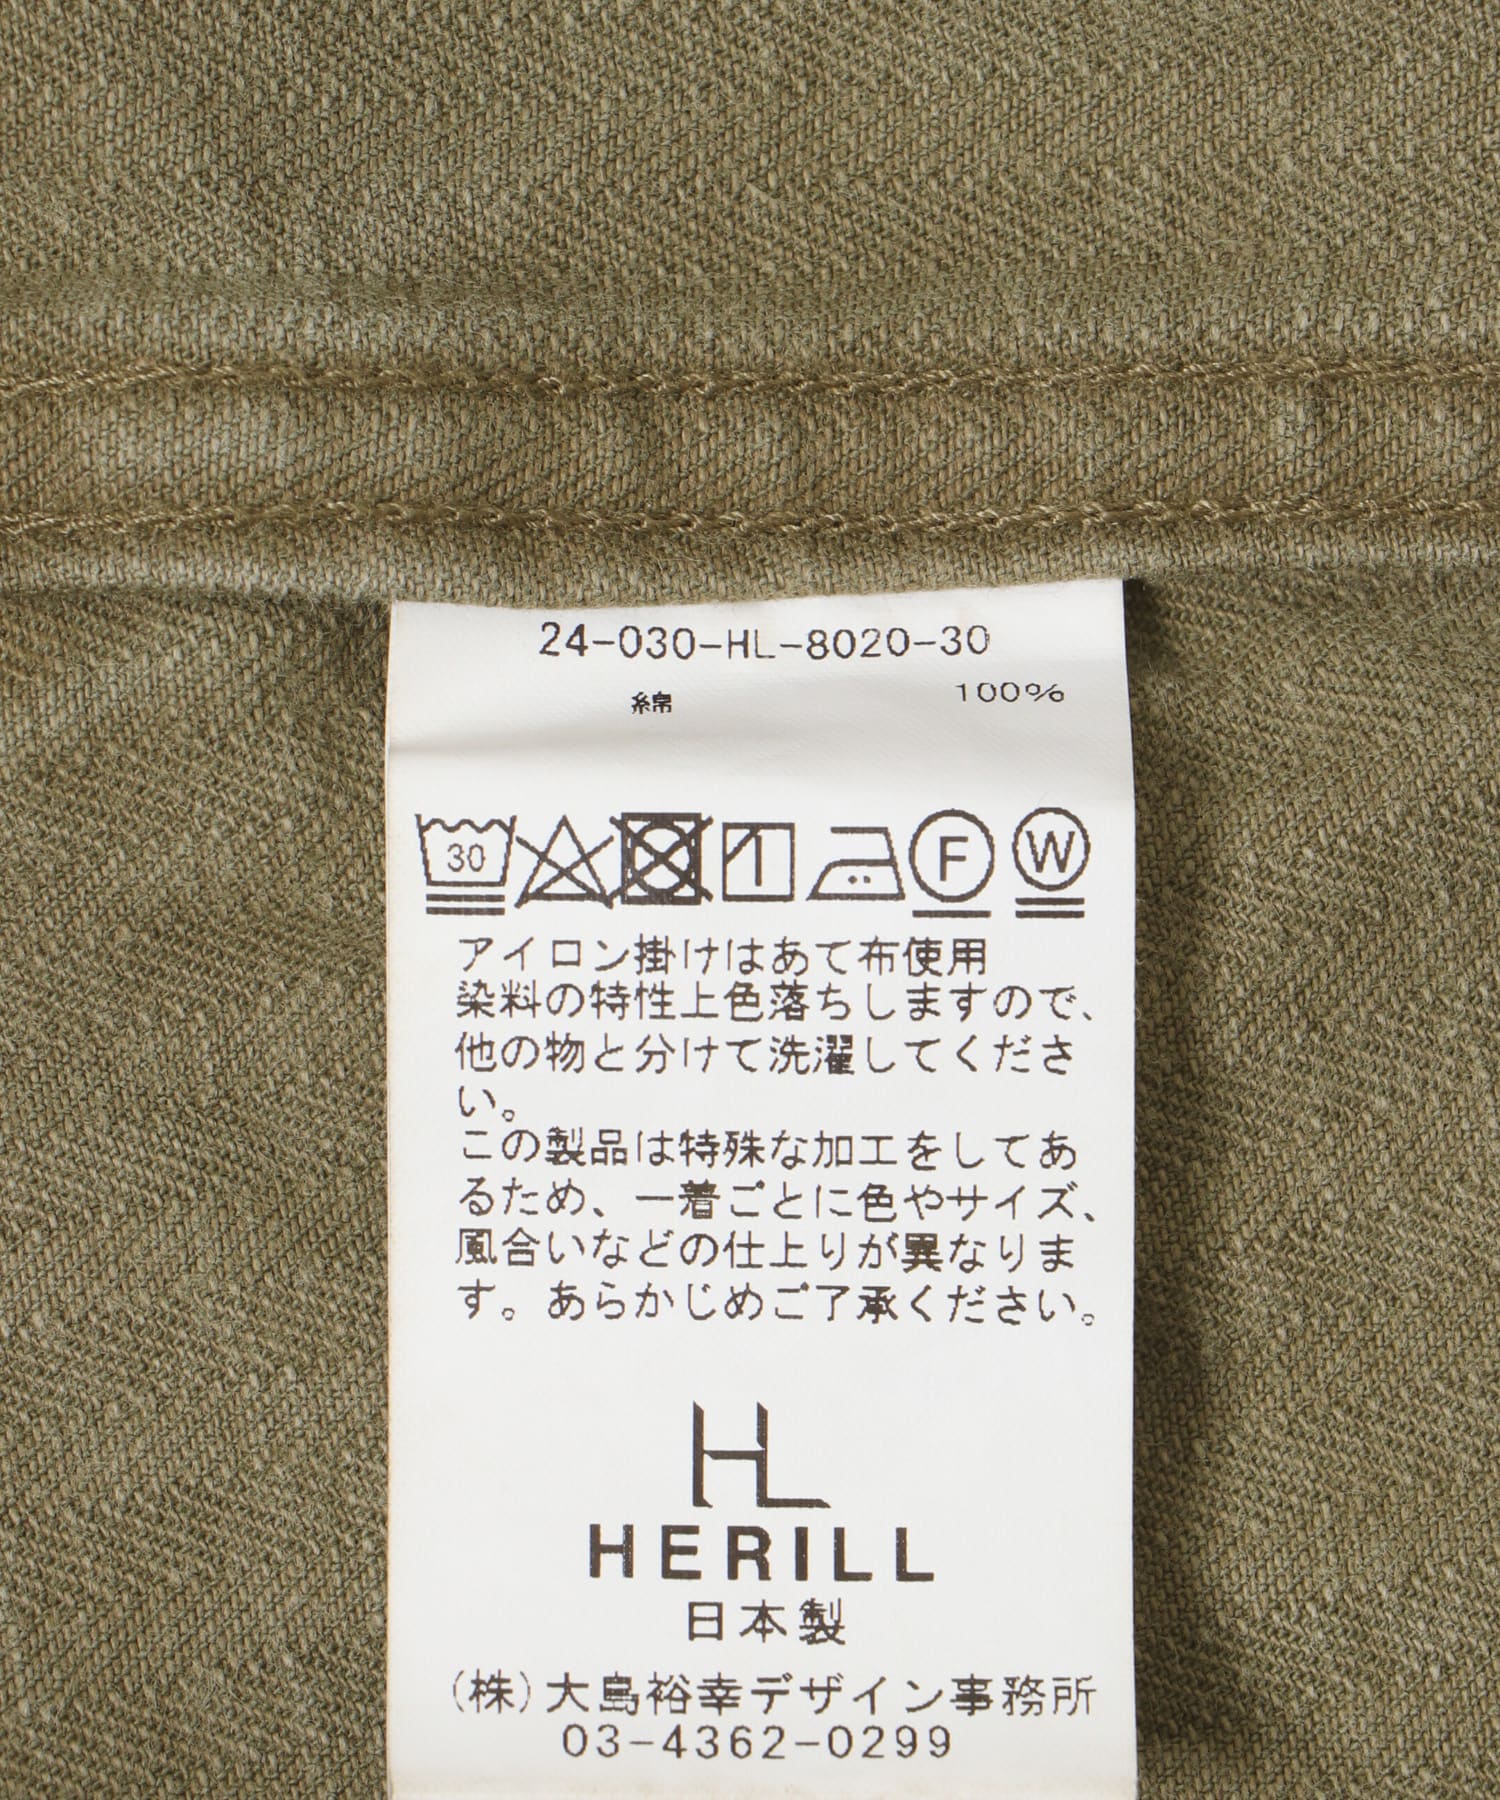 24-030-HL-8020-30
綿 100%
30 1 F W
アイロン掛けはあて布使用
染料の特性上色落ちしますので、
他の物と分けて洗濯してくださ
い。
この製品は特殊な加工をしてあ
るため、一着ごとに色やサイズ、
風合いなどの仕上りが異なりま
す。あらかじめご了承ください。
HL
HERILL
日本製
(株)大島裕幸デザイン事務所
03-4362-0299